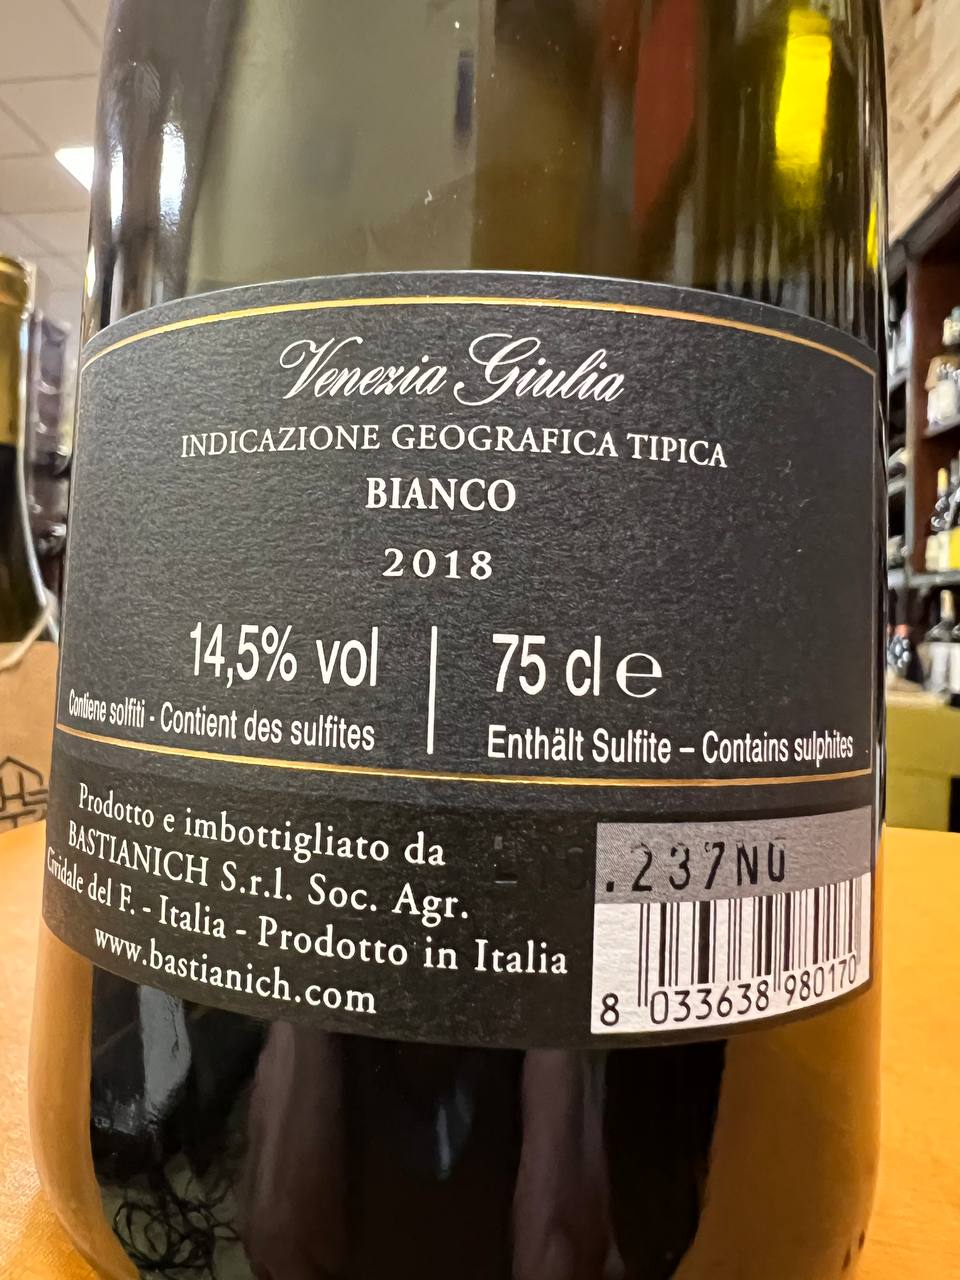 Venezia Giulia
INDICAZIONE GEOGRAFICA TIPICA
BIANCO
2018
14,5% vol
75 cl e
Contiene solfiti - Contient des sulfites
Enthält Sulfite – Contains sulphites
Prodotto e imbottigliato da
BASTIANICH S.r.l. Soc. Agr.
Cividale del F. - Italia - Prodotto in Italia
www.bastianich.com
.237NU
8 033638 980170